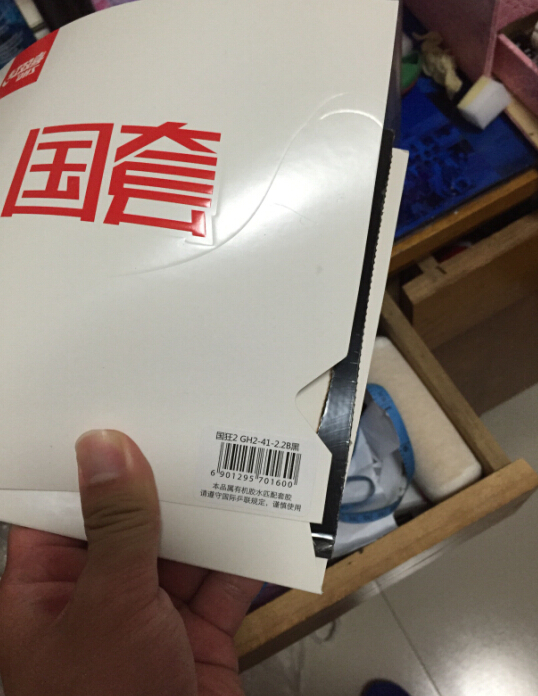 国套
国狂2 GH2-41-2.2B黑
6 901295 701600
本品属有机胶水匹配套胶
请遵守国际乒联规定，谨慎使用